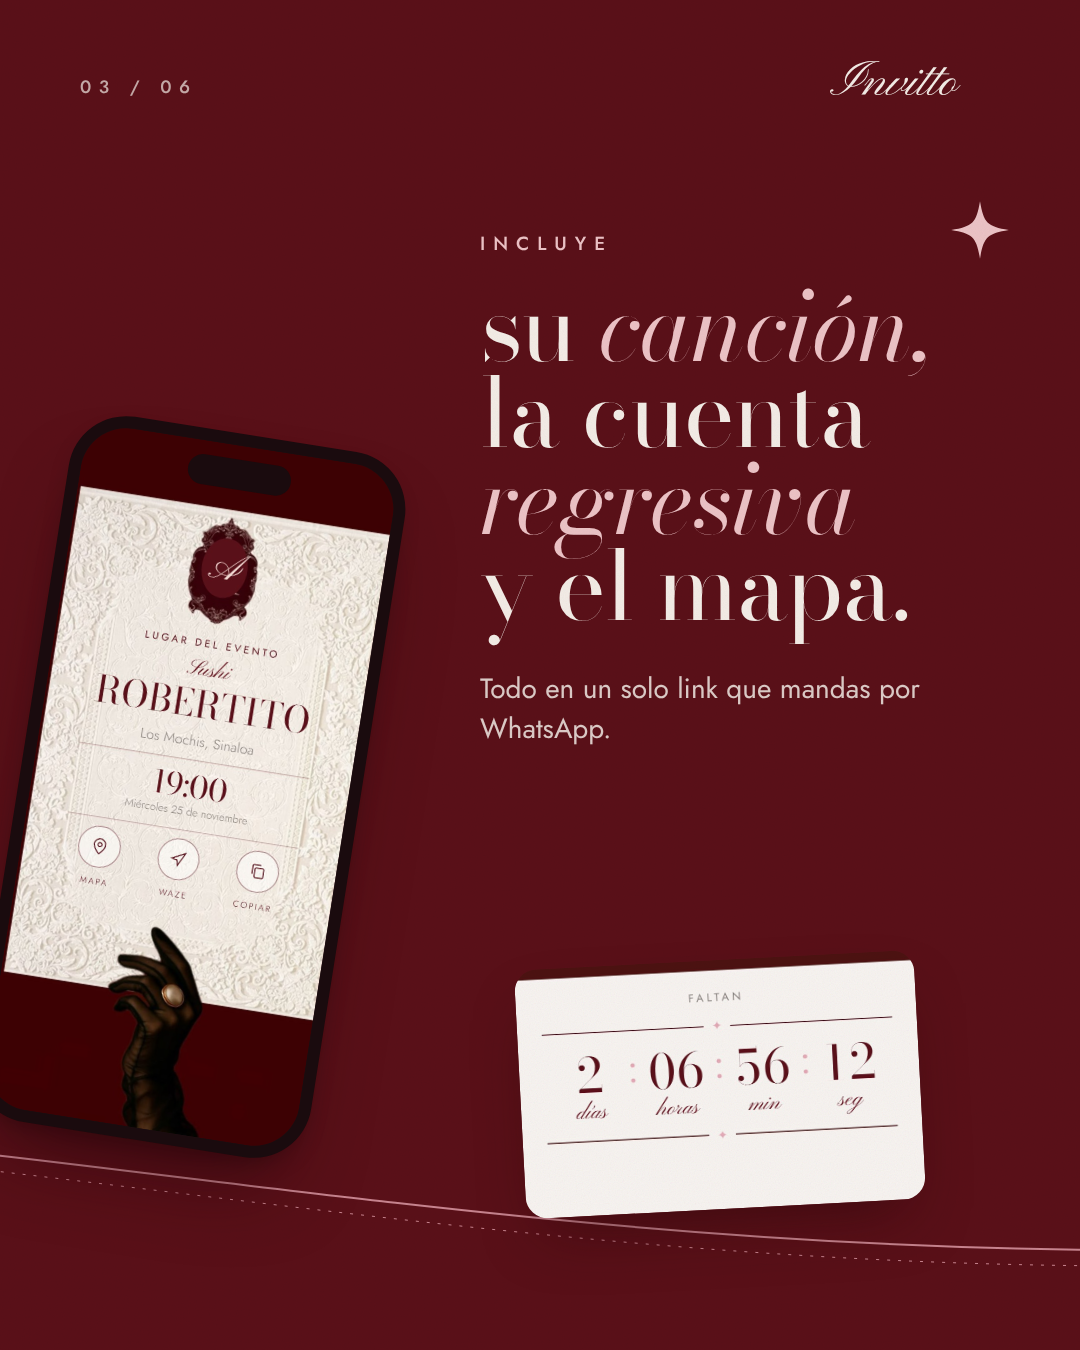 03 / 06
Invitto
INCLUYE
su canción,
la cuenta
regresiva
y el mapa.
Todo en un solo link que mandas por
WhatsApp.
A
LUGAR DEL EVENTO
Sushi
ROBERTITO
Los Mochis, Sinaloa
19:00
Miércoles 25 de noviembre
MAPA WAZE COPIAR
FALTAN
2 : 06 : 56 : 12
días horas min seg